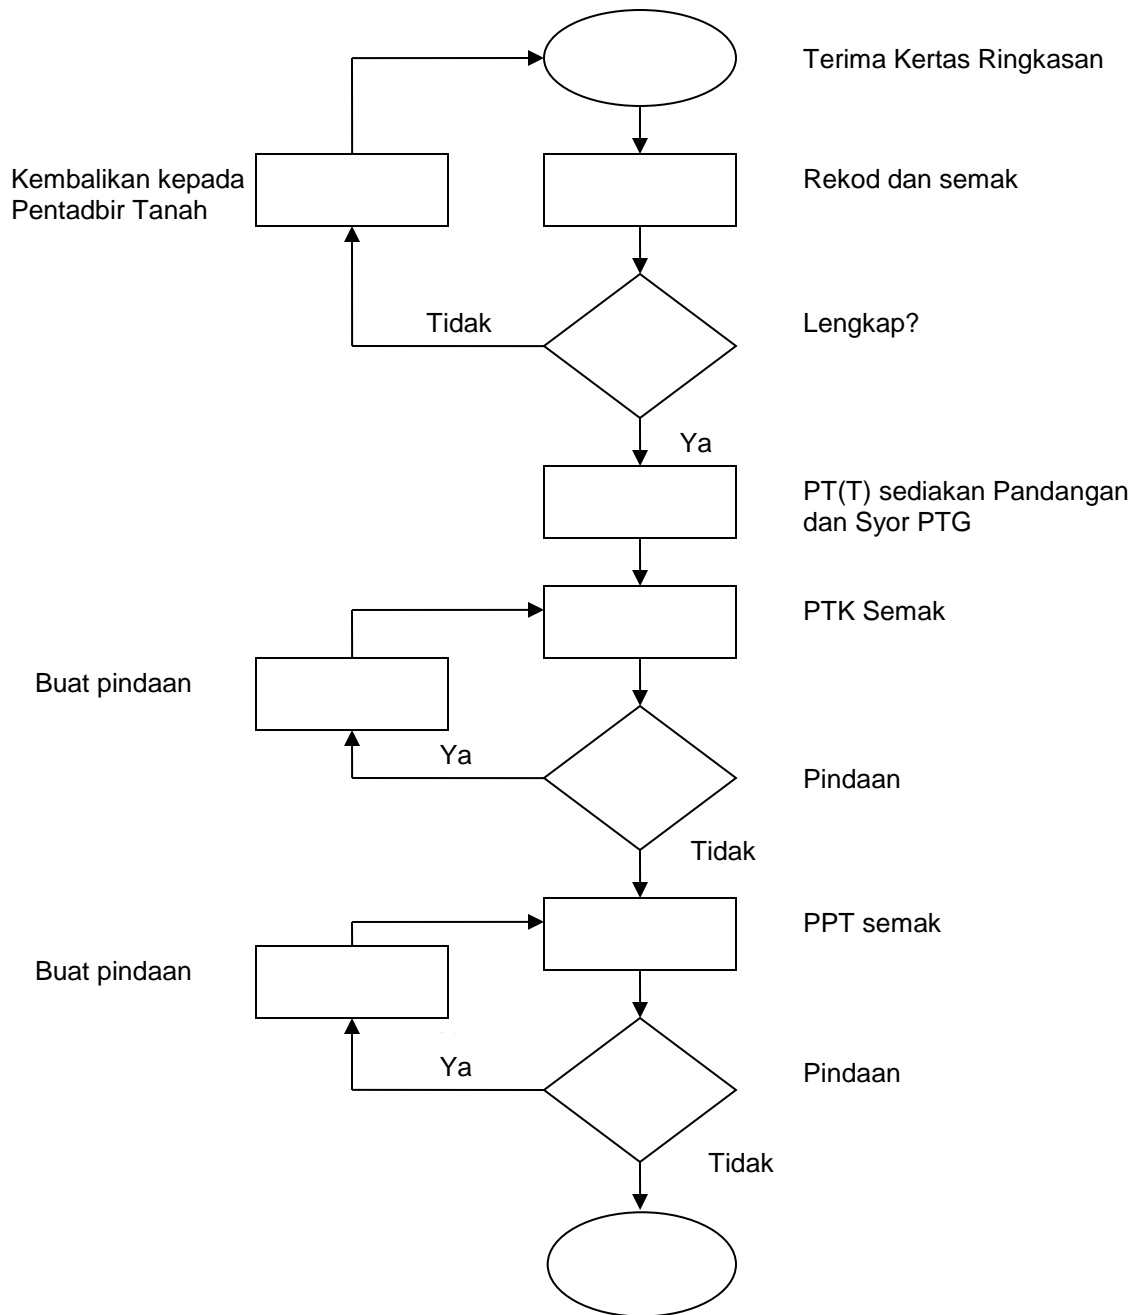 Terima Kertas Ringkasan
Kembalikan kepada
Pentadbir Tanah
Rekod dan semak
Tidak
Lengkap?
Ya
PT(T) sediakan Pandangan
dan Syor PTG
PTK Semak
Buat pindaan
Ya
Pindaan
Tidak
PPT semak
Buat pindaan
Ya
Pindaan
Tidak